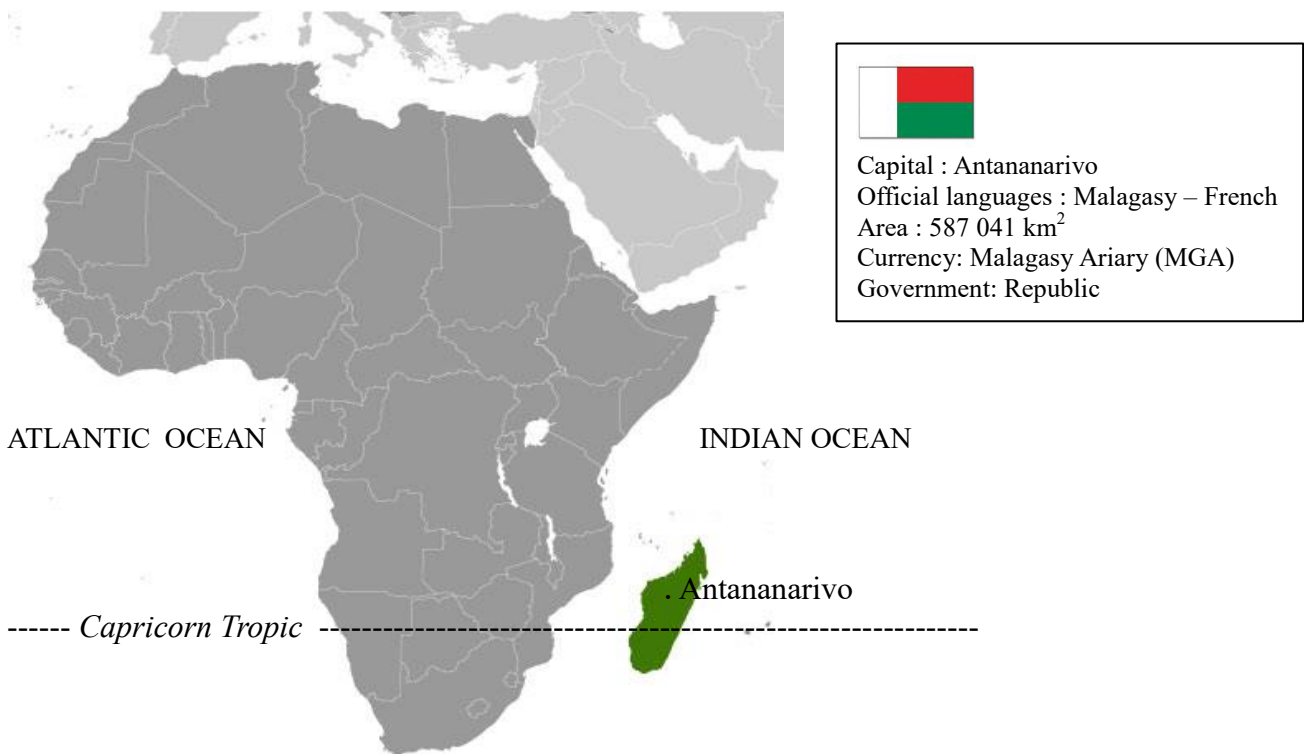 Capital : Antananarivo
Official languages : Malagasy – French
Area : 587 041 km²
Currency: Malagasy Ariary (MGA)
Government: Republic
ATLANTIC OCEAN
INDIAN OCEAN
. Antananarivo
------ Capricorn Tropic ------------------------------------------------